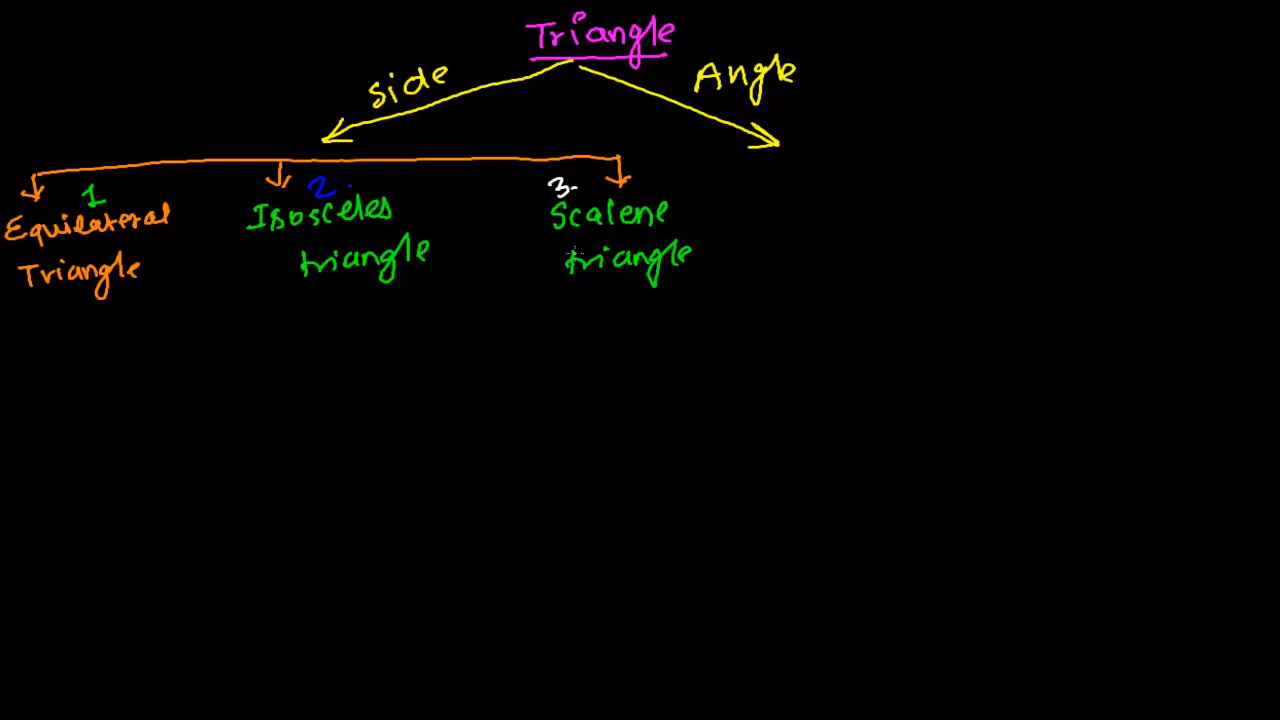 Triangle
side
Angle
1
Equilateral
Triangle
2.
Isosceles
triangle
3.
Scalene
triangle